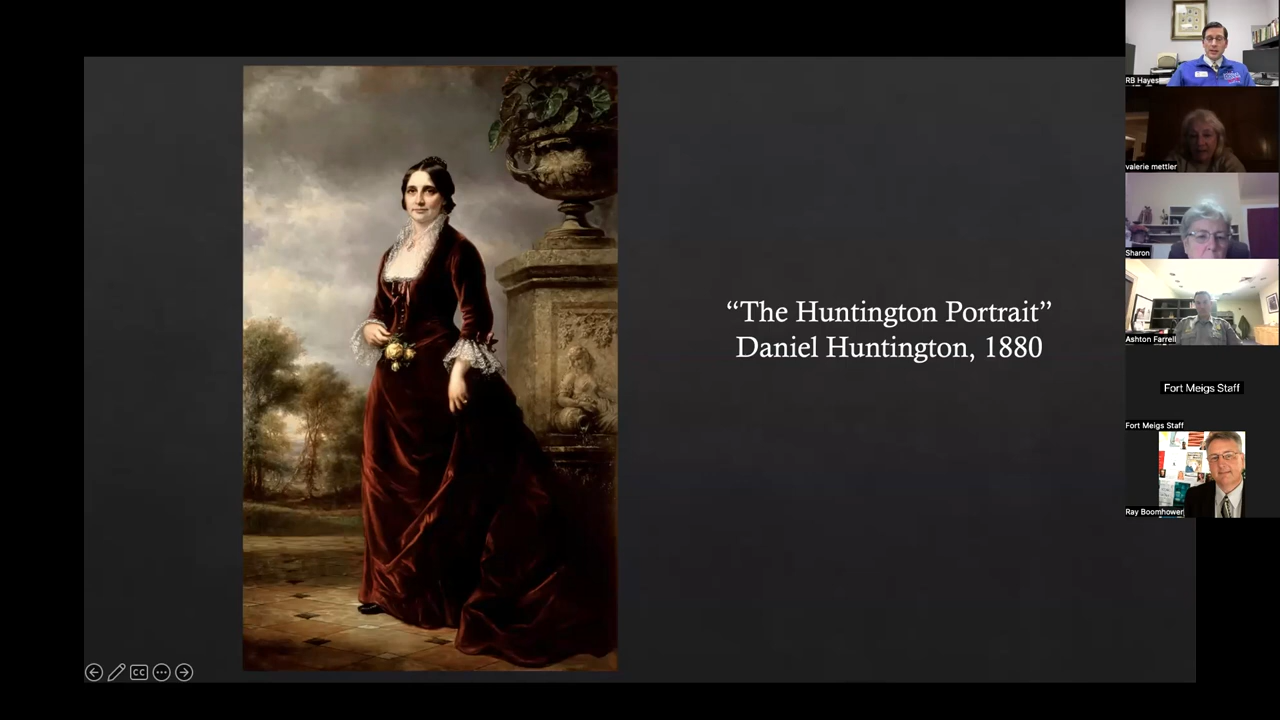 “The Huntington Portrait”
Daniel Huntington, 1880
RB Hayes
valerie mettler
Sharon
Ashton Farrell
Fort Meigs Staff
Fort Meigs Staff
Ray Boomhower
CC